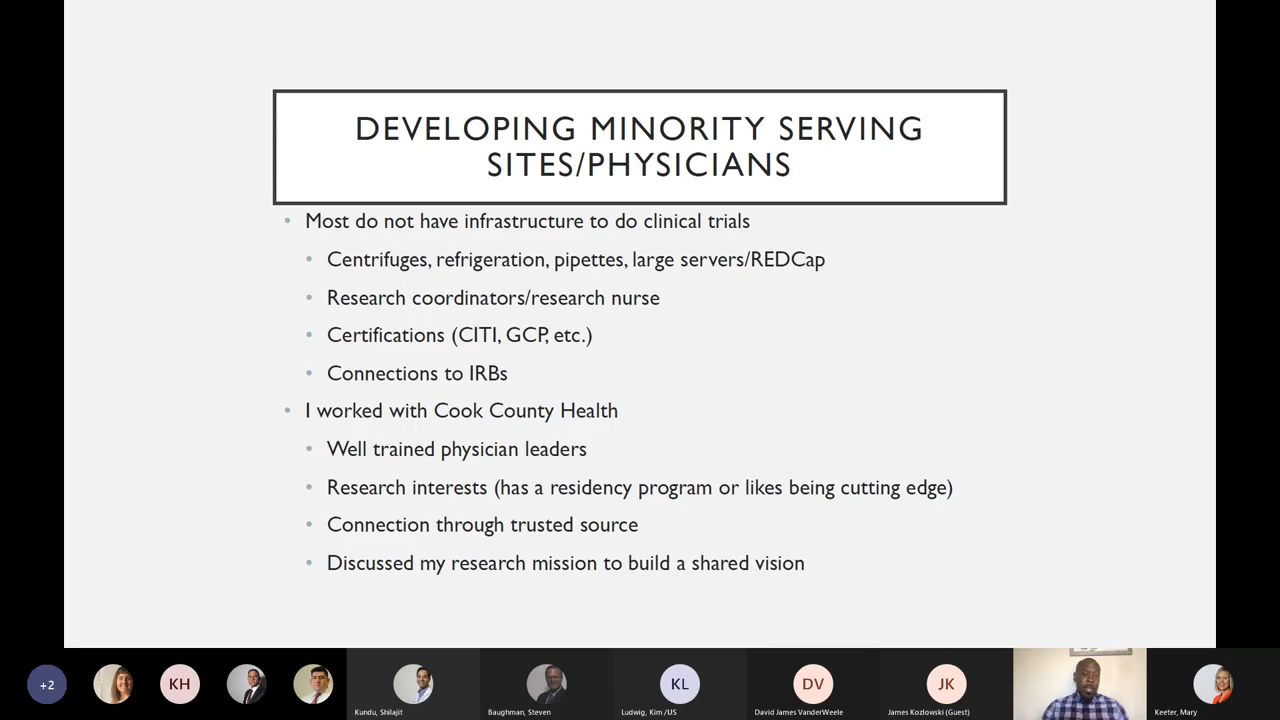 DEVELOPING MINORITY SERVING
SITES/PHYSICIANS
• Most do not have infrastructure to do clinical trials
• Centrifuges, refrigeration, pipettes, large servers/REDCap
• Research coordinators/research nurse
• Certifications (CITI, GCP, etc.)
• Connections to IRBs
• I worked with Cook County Health
• Well trained physician leaders
• Research interests (has a residency program or likes being cutting edge)
• Connection through trusted source
• Discussed my research mission to build a shared vision
+2
KH
KL
DV
JK
Kundu, Shilajit
Baughman, Steven
Ludwig, Kim /US
David James VanderWeele
James Kozlowski (Guest)
Keeter, Mary